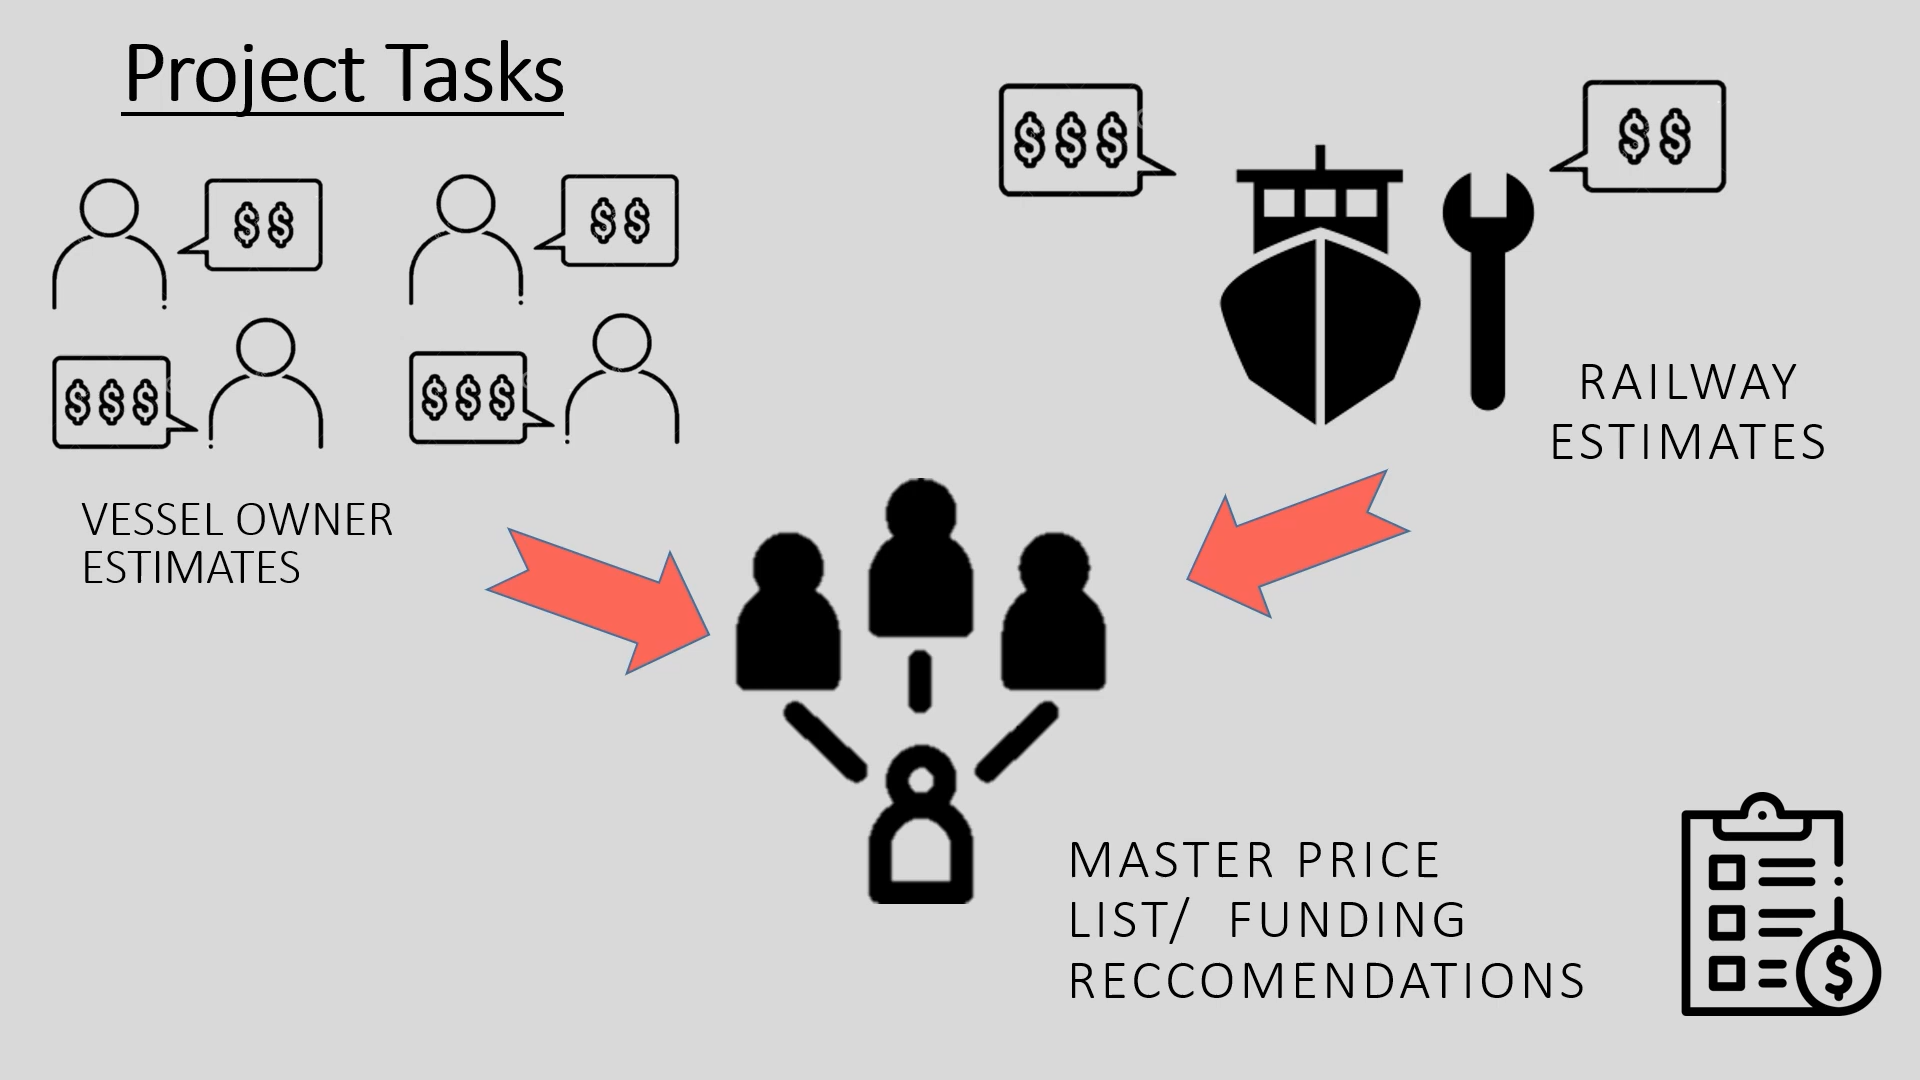 Project Tasks
$ $
$ $
$ $ $
$ $ $
VESSEL OWNER
ESTIMATES
$ $ $
$ $
RAILWAY
ESTIMATES
MASTER PRICE
LIST/ FUNDING
RECCOMENDATIONS
$